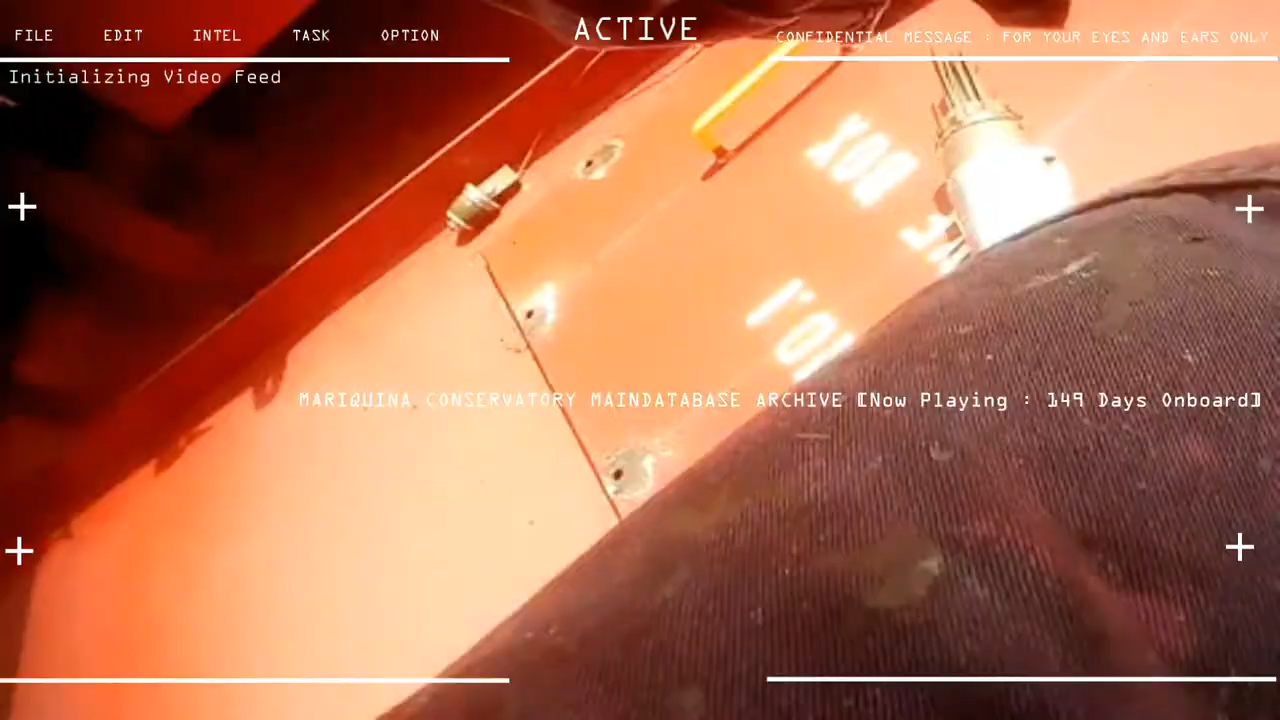 FILE EDIT INTEL TASK OPTION
ACTIVE
CONFIDENTIAL MESSAGE : FOR YOUR EYES AND EARS ONLY
Initializing Video Feed
MARIQUINA CONSERVATORY MAINDATABASE ARCHIVE [Now Playing : 149 Days Onboard]